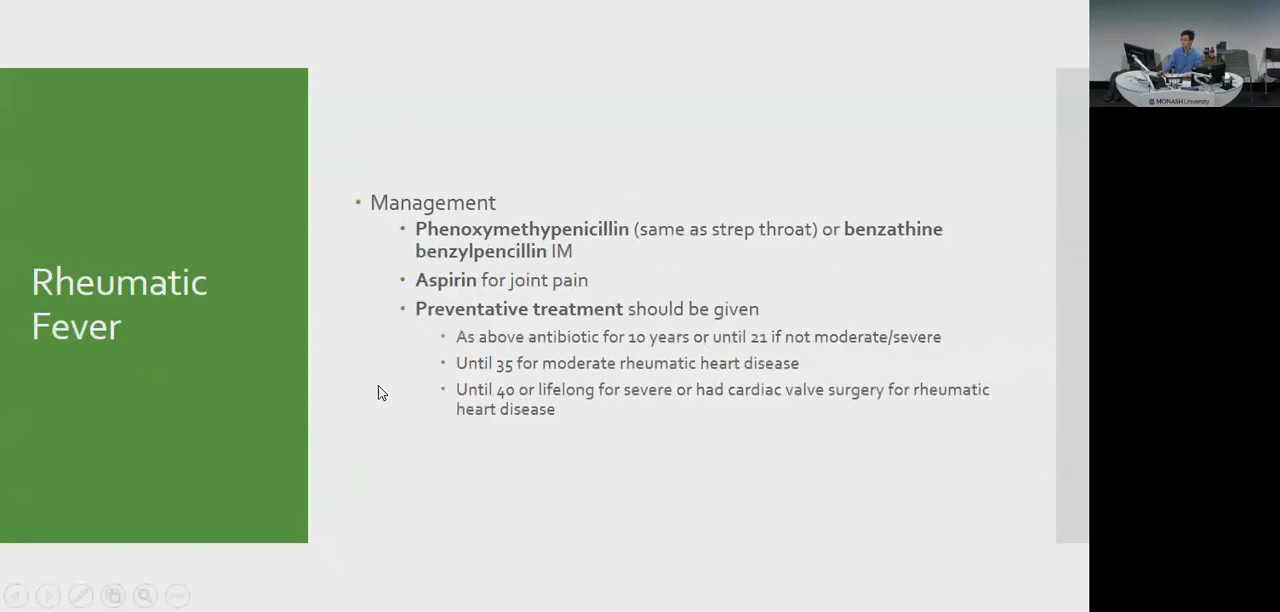 Rheumatic
Fever
Management
Phenoxymethypenicillin (same as strep throat) or benzathine
benzylpencillin IM
Aspirin for joint pain
Preventative treatment should be given
As above antibiotic for 10 years or until 21 if not moderate/severe
Until 35 for moderate rheumatic heart disease
Until 40 or lifelong for severe or had cardiac valve surgery for rheumatic
heart disease
MONASH University